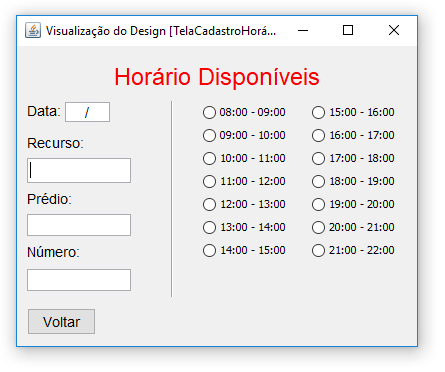 Visualização do Design [TelaCadastroHorá...
Horário Disponíveis
Data: /
Recurso:
Prédio:
Número:
08:00 - 09:00
09:00 - 10:00
10:00 - 11:00
11:00 - 12:00
12:00 - 13:00
13:00 - 14:00
14:00 - 15:00
15:00 - 16:00
16:00 - 17:00
17:00 - 18:00
18:00 - 19:00
19:00 - 20:00
20:00 - 21:00
21:00 - 22:00
Voltar